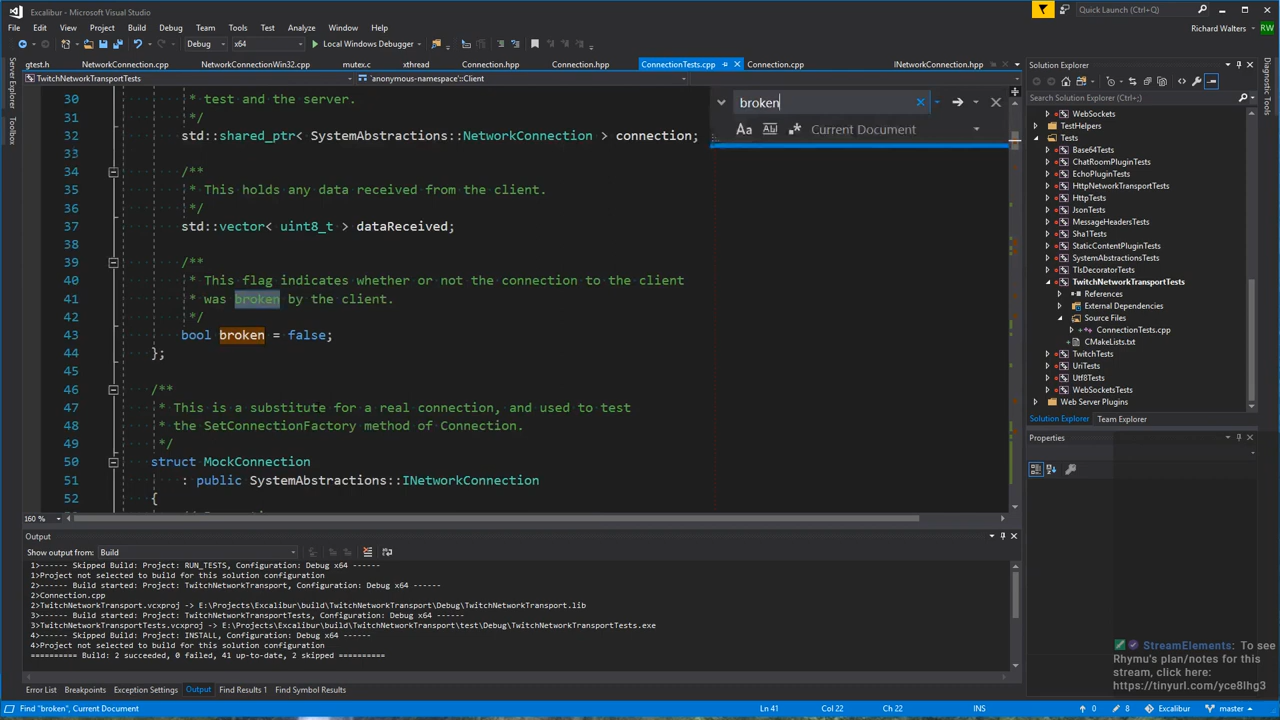 Excalibur - Microsoft Visual Studio
Quick Launch (Ctrl+Q)
File Edit View Project Build Debug Team Tools Test Analyze Window Help
Richard Walters RW
Debug x64 Local Windows Debugger
gtest.h NetworkConnection.cpp NetworkConnectionWin32.cpp mutex.c xthread Connection.hpp Connection.hpp ConnectionTests.cpp Connection.cpp INetworkConnection.hpp
TwitchNetworkTransportTests 'anonymous-namespace'::Client
Server Explorer
Toolbox
30 * test and the server.
31 */
32 std::shared_ptr< SystemAbstractions::NetworkConnection > connection;
33
34 /**
35 * This holds any data received from the client.
36 */
37 std::vector< uint8_t > dataReceived;
38
39 /**
40 * This flag indicates whether or not the connection to the client
41 * was broken by the client.
42 */
43 bool broken = false;
44 };
45
46 /**
47 * This is a substitute for a real connection, and used to test
48 * the SetConnectionFactory method of Connection.
49 */
50 struct MockConnection
51 : public SystemAbstractions::INetworkConnection
52 {
160 %
broken
Aa Current Document
Solution Explorer
Search Solution Explorer (Ctrl+;)
WebSockets
TestHelpers
Tests
Base64Tests
ChatRoomPluginTests
EchoPluginTests
HttpNetworkTransportTests
HttpTests
JsonTests
MessageHeadersTests
Sha1Tests
StaticContentPluginTests
SystemAbstractionsTests
TlsDecoratorTests
TwitchNetworkTransportTests
References
External Dependencies
Source Files
ConnectionTests.cpp
CMakeLists.txt
TwitchTests
UriTests
Utf8Tests
WebSocketsTests
Web Server Plugins
Solution Explorer Team Explorer
Properties
Diagnostic Tools
Output
Show output from: Build
1>------ Skipped Build: Project: RUN_TESTS, Configuration: Debug x64 ------
1>Project not selected to build for this solution configuration
2>------ Build started: Project: TwitchNetworkTransport, Configuration: Debug x64 ------
2>Connection.cpp
2>TwitchNetworkTransport.vcxproj -> E:\Projects\Excalibur\build\TwitchNetworkTransport\Debug\TwitchNetworkTransport.lib
3>------ Build started: Project: TwitchNetworkTransportTests, Configuration: Debug x64 ------
3>TwitchNetworkTransportTests.vcxproj -> E:\Projects\Excalibur\build\TwitchNetworkTransport\test\Debug\TwitchNetworkTransportTests.exe
4>------ Skipped Build: Project: INSTALL, Configuration: Debug x64 ------
4>Project not selected to build for this solution configuration
========== Build: 2 succeeded, 0 failed, 41 up-to-date, 2 skipped ==========
StreamElements: To see
Rhymu's plan/notes for this
stream, click here:
https://tinyurl.com/yce8lhg3
Error List Breakpoints Exception Settings Output Find Results 1 Find Symbol Results
Find "broken" Ln 41 Col 22 Ch 22 INS 0 8 Excalibur master